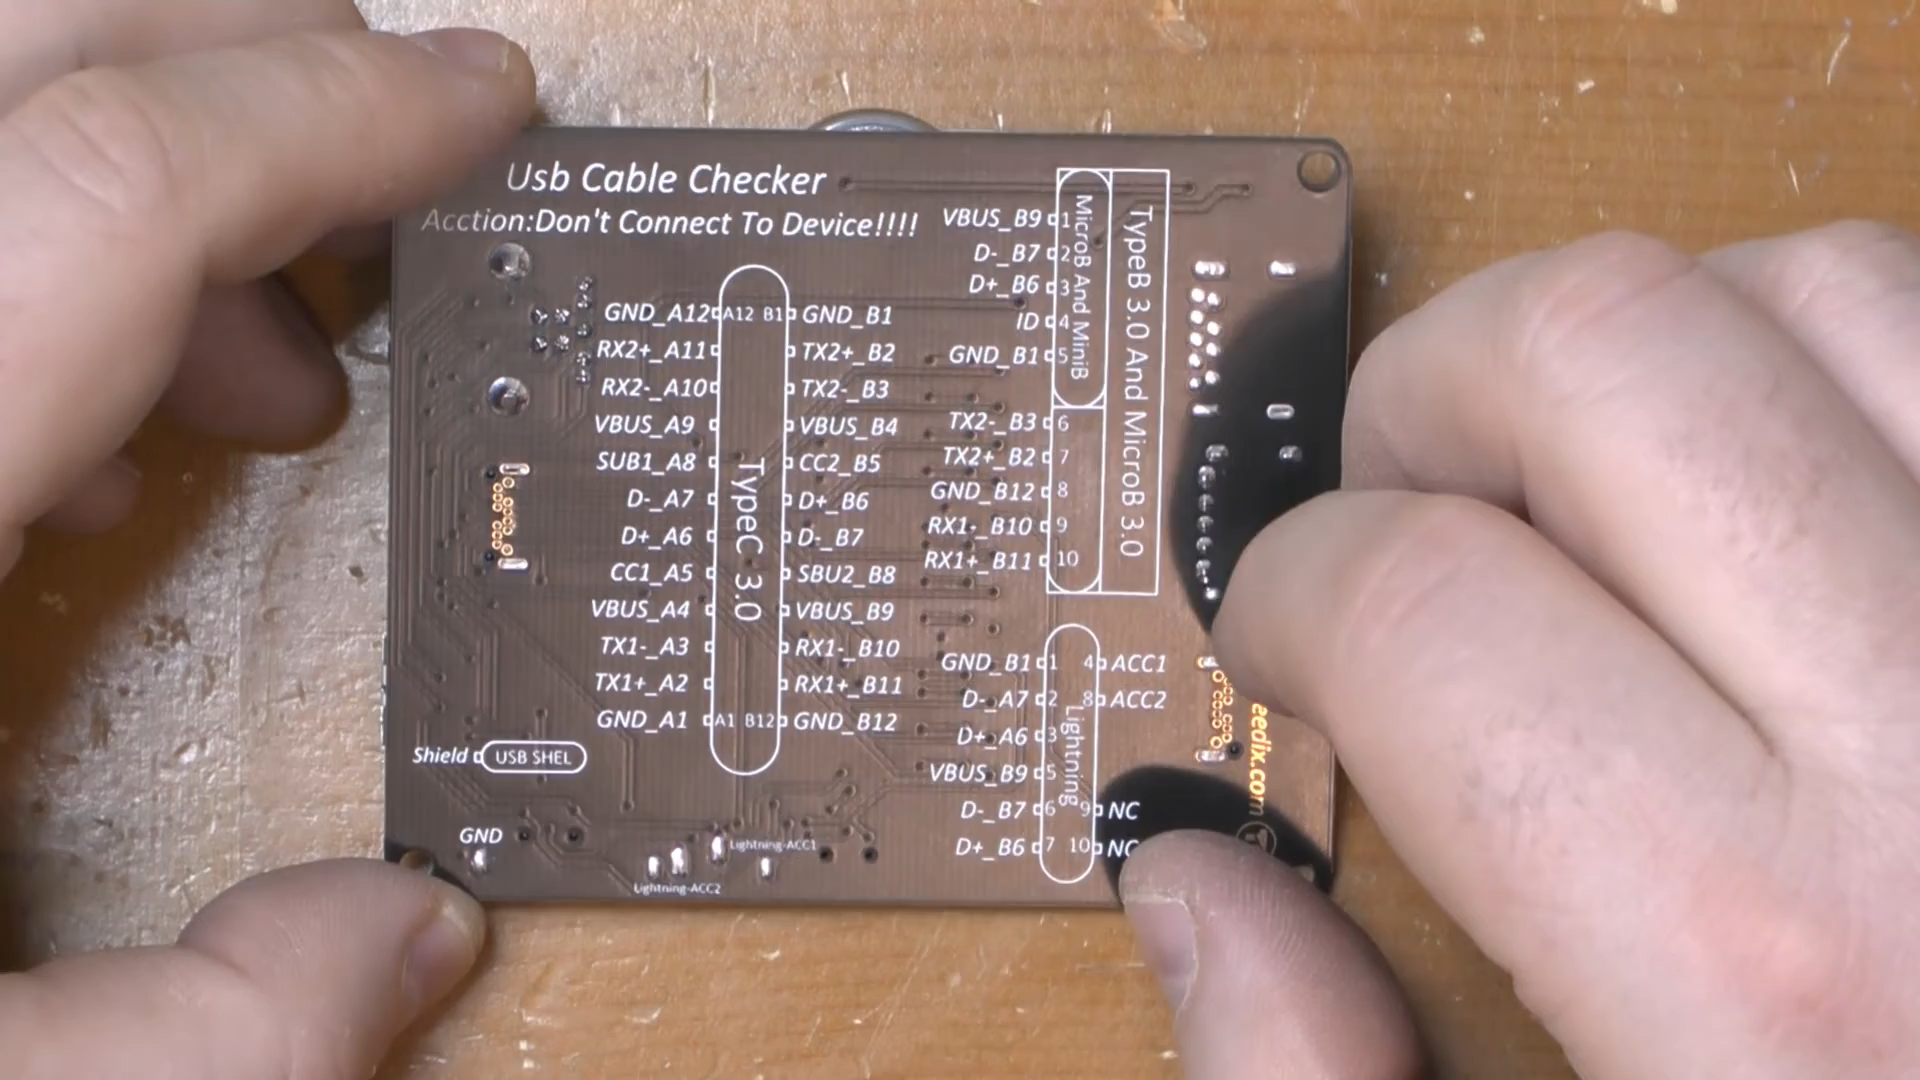 Usb Cable Checker
Acction:Don't Connect To Device!!!!
GND_A12 A12 B1 GND_B1
RX2+_A11 TX2+_B2
RX2-_A10 TX2-_B3
VBUS_A9 VBUS_B4
SUB1_A8 CC2_B5
D-_A7 D+_B6
D+_A6 D-_B7
CC1_A5 SBU2_B8
VBUS_A4 VBUS_B9
TX1-_A3 RX1-_B10
TX1+_A2 RX1+_B11
GND_A1 A1 B12 GND_B12
TypeC 3.0
Shield USB SHEL
GND
Lightning-ACC1
Lightning-ACC2
VBUS_B9 1
D-_B7 2
D+_B6 3
ID 4
GND_B1 5
MicroB And MiniB
TX2-_B3 6
TX2+_B2 7
GND_B12 8
RX1-_B10 9
RX1+_B11 10
TypeB 3.0 And MicroB 3.0
GND_B1 1 4 ACC1
D-_A7 2 8 ACC2
D+_A6 3
VBUS_B9 5
D-_B7 6 9 NC
D+_B6 7 10 NC
Lightning
eedix.com